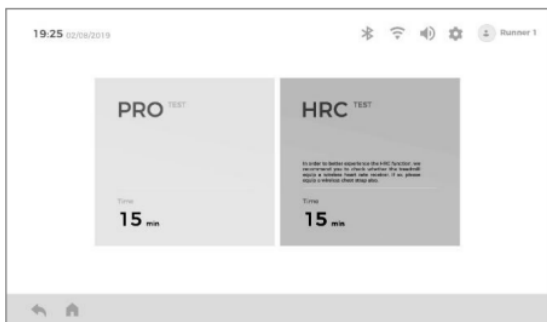 19:25 02/08/2019
Runner 1
PRO TEST
Time
15 min
HRC TEST
In order to better experience the HRC function, we
recommend you to check whether the treadmill
equip a wireless heart rate receiver. If so, please
equip a wireless chest strap also.
Time
15 min